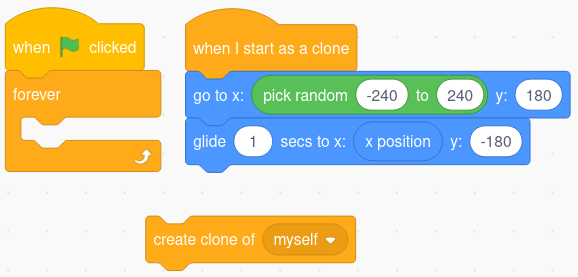 when clicked
forever
when I start as a clone
go to x: pick random -240 to 240 y: 180
glide 1 secs to x: x position y: -180
create clone of myself